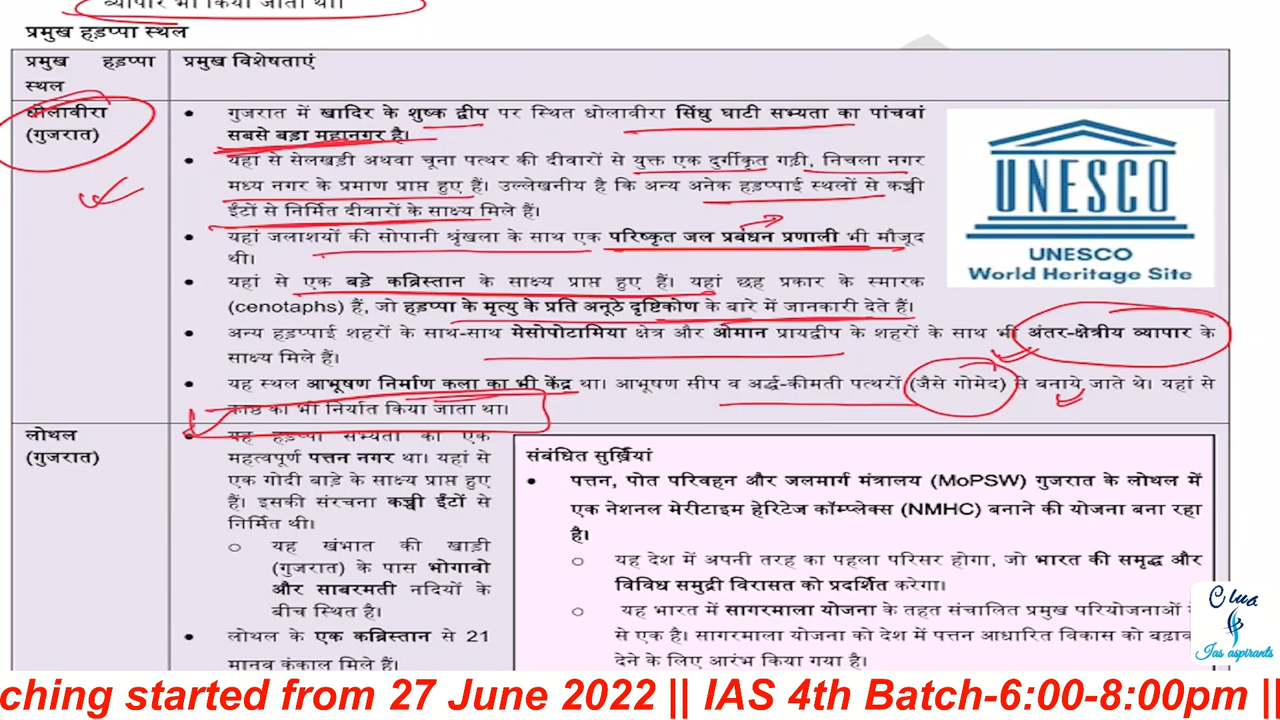 व्यापार भी किया जाता था।
प्रमुख हड़प्पा स्थल
प्रमुख हड़प्पा
स्थल
प्रमुख विशेषताएं
धोलावीरा
(गुजरात)
• गुजरात में खादिर के शुष्क द्वीप पर स्थित धोलावीरा सिंधु घाटी सभ्यता का पांचवां
सबसे बड़ा महानगर है।
• यहां से सेलखड़ी अथवा चूना पत्थर की दीवारों से युक्त एक दुर्गीकृत गढ़ी, निचला नगर
मध्य नगर के प्रमाण प्राप्त हुए हैं। उल्लेखनीय है कि अन्य अनेक हड़प्पाई स्थलों से कच्ची
ईंटों से निर्मित दीवारों के साक्ष्य मिले हैं।
• यहां जलाशयों की सोपानी श्रृंखला के साथ एक परिष्कृत जल प्रबंधन प्रणाली भी मौजूद
थी।
• यहां से एक बड़े कब्रिस्तान के साक्ष्य प्राप्त हुए हैं। यहां छह प्रकार के स्मारक
(cenotaphs) हैं, जो हड़प्पा के मृत्यु के प्रति अनूठे दृष्टिकोण के बारे में जानकारी देते हैं।
• अन्य हड़प्पाई शहरों के साथ-साथ मेसोपोटामिया क्षेत्र और ओमान प्रायद्वीप के शहरों के साथ भी अंतर-क्षेत्रीय व्यापार के
साक्ष्य मिले हैं।
• यह स्थल आभूषण निर्माण कला का भी केंद्र था। आभूषण सीप व अर्द्ध-कीमती पत्थरों (जैसे गोमेद) से बनाये जाते थे। यहां से
काष्ठ का भी निर्यात किया जाता था।
UNESCO
UNESCO
World Heritage Site
लोथल
(गुजरात)
• यह हड़प्पा सभ्यता का एक
महत्वपूर्ण पत्तन नगर था। यहां से
एक गोदी बाड़े के साक्ष्य प्राप्त हुए
हैं। इसकी संरचना कच्ची ईंटों से
निर्मित थी।
○ यह खंभात की खाड़ी
(गुजरात) के पास भोगावो
और साबरमती नदियों के
बीच स्थित है।
• लोथल के एक कब्रिस्तान से 21
मानव कंकाल मिले हैं।
संबंधित सुर्ख़ियां
• पत्तन, पोत परिवहन और जलमार्ग मंत्रालय (MoPSW) गुजरात के लोथल में
एक नेशनल मेरीटाइम हेरिटेज कॉम्प्लेक्स (NMHC) बनाने की योजना बना रहा
है।
○ यह देश में अपनी तरह का पहला परिसर होगा, जो भारत की समृद्ध और
विविध समुद्री विरासत को प्रदर्शित करेगा।
○ यह भारत में सागरमाला योजना के तहत संचालित प्रमुख परियोजनाओं में
से एक है। सागरमाला योजना को देश में पत्तन आधारित विकास को बढ़ावा
देने के लिए आरंभ किया गया है।
Ias aspirants
ching started from 27 June 2022 || IAS 4th Batch-6:00-8:00pm ||